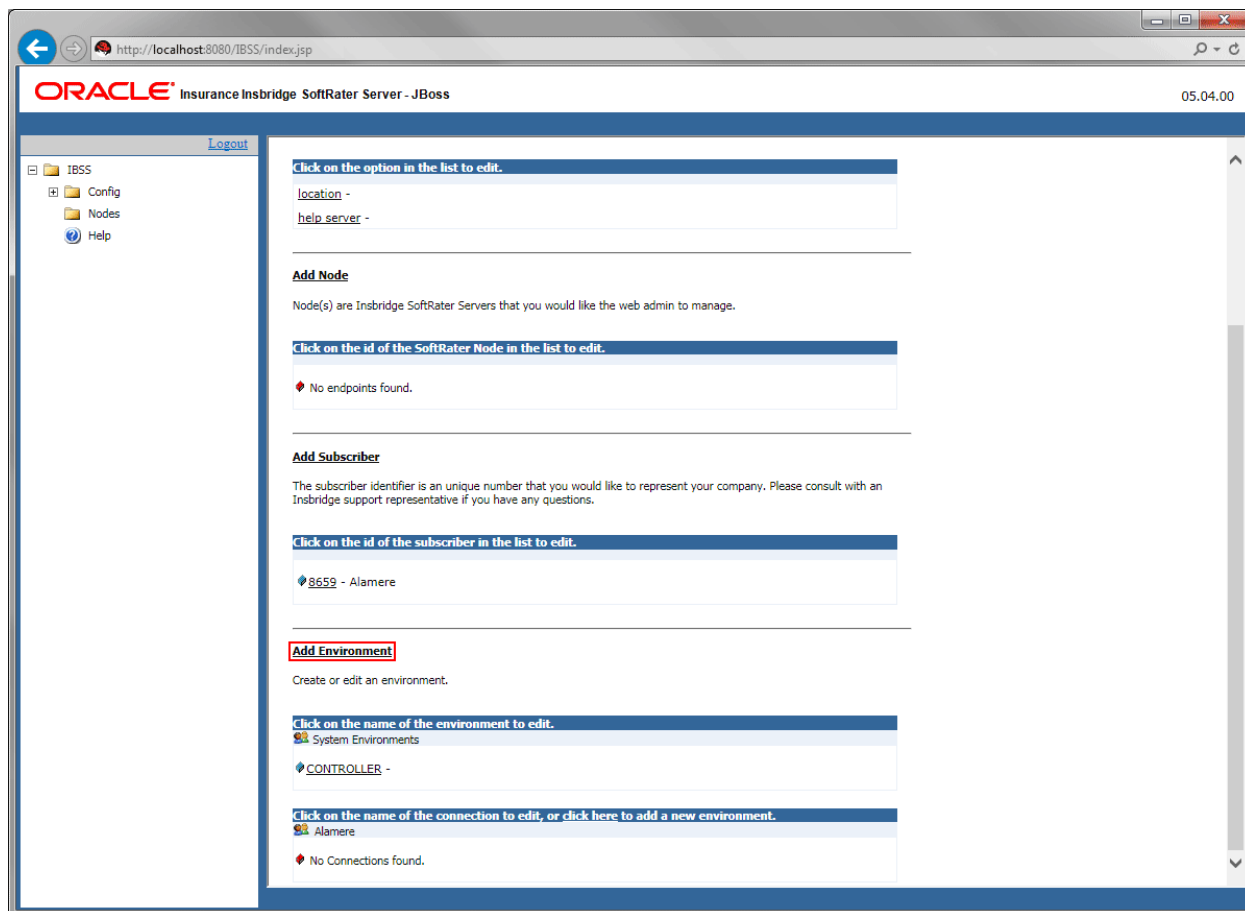 http://localhost:8080/IBSS/index.jsp
ORACLE Insurance Insbridge SoftRater Server - JBoss
05.04.00
Logout
IBSS
Config
Nodes
Help
Click on the option in the list to edit.
location -
help server -
Add Node
Node(s) are Insbridge SoftRater Servers that you would like the web admin to manage.
Click on the id of the SoftRater Node in the list to edit.
No endpoints found.
Add Subscriber
The subscriber identifier is an unique number that you would like to represent your company. Please consult with an
Insbridge support representative if you have any questions.
Click on the id of the subscriber in the list to edit.
8659 - Alamere
Add Environment
Create or edit an environment.
Click on the name of the environment to edit.
System Environments
CONTROLLER -
Click on the name of the connection to edit, or click here to add a new environment.
Alamere
No Connections found.